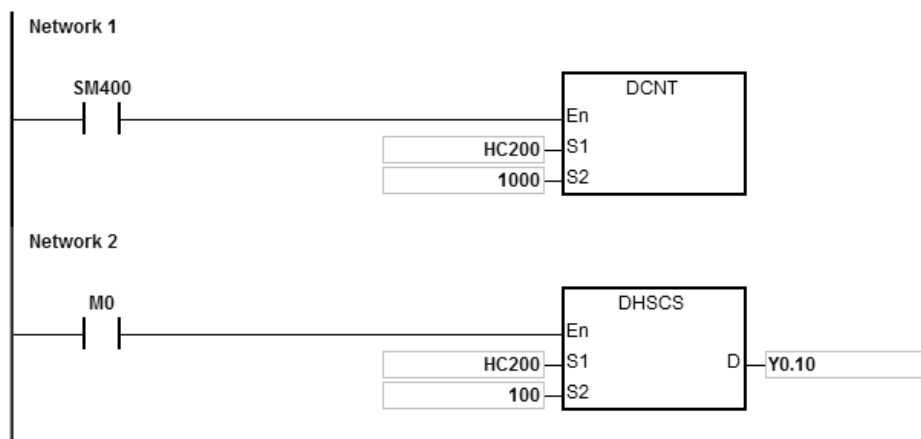 Network 1
SM400
DCNT
En
HC200 S1
1000 S2
Network 2
M0
DHSCS
En
HC200 S1 D Y0.10
100 S2